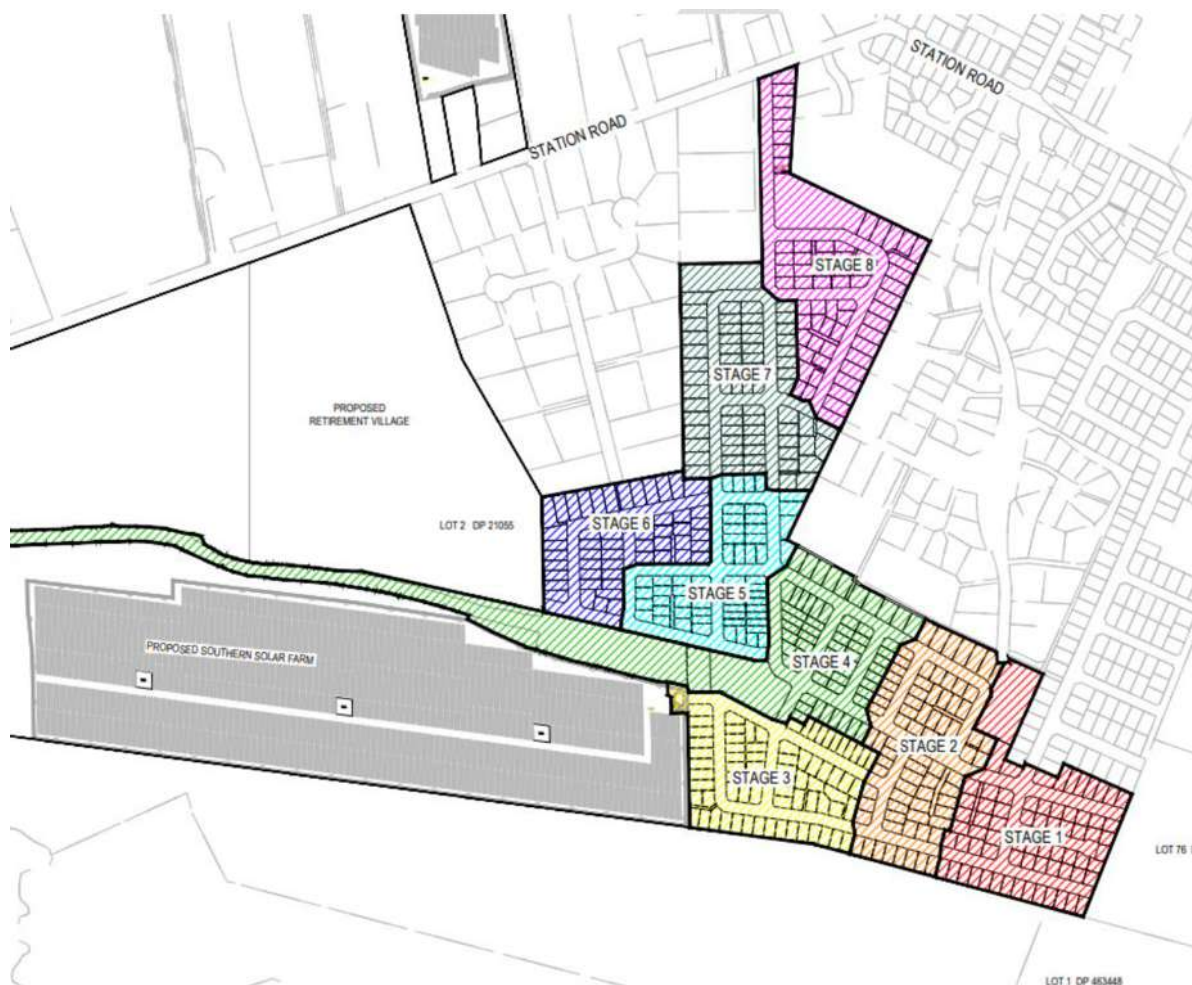 STATION ROAD
STATION ROAD
STAGE 8
STAGE 7
PROPOSED
RETIREMENT VILLAGE
LOT 2 DP 21055
STAGE 6
STAGE 5
PROPOSED SOUTHERN SOLAR FARM
STAGE 4
STAGE 2
STAGE 3
STAGE 1
LOT 76
LOT 1 DP 463448